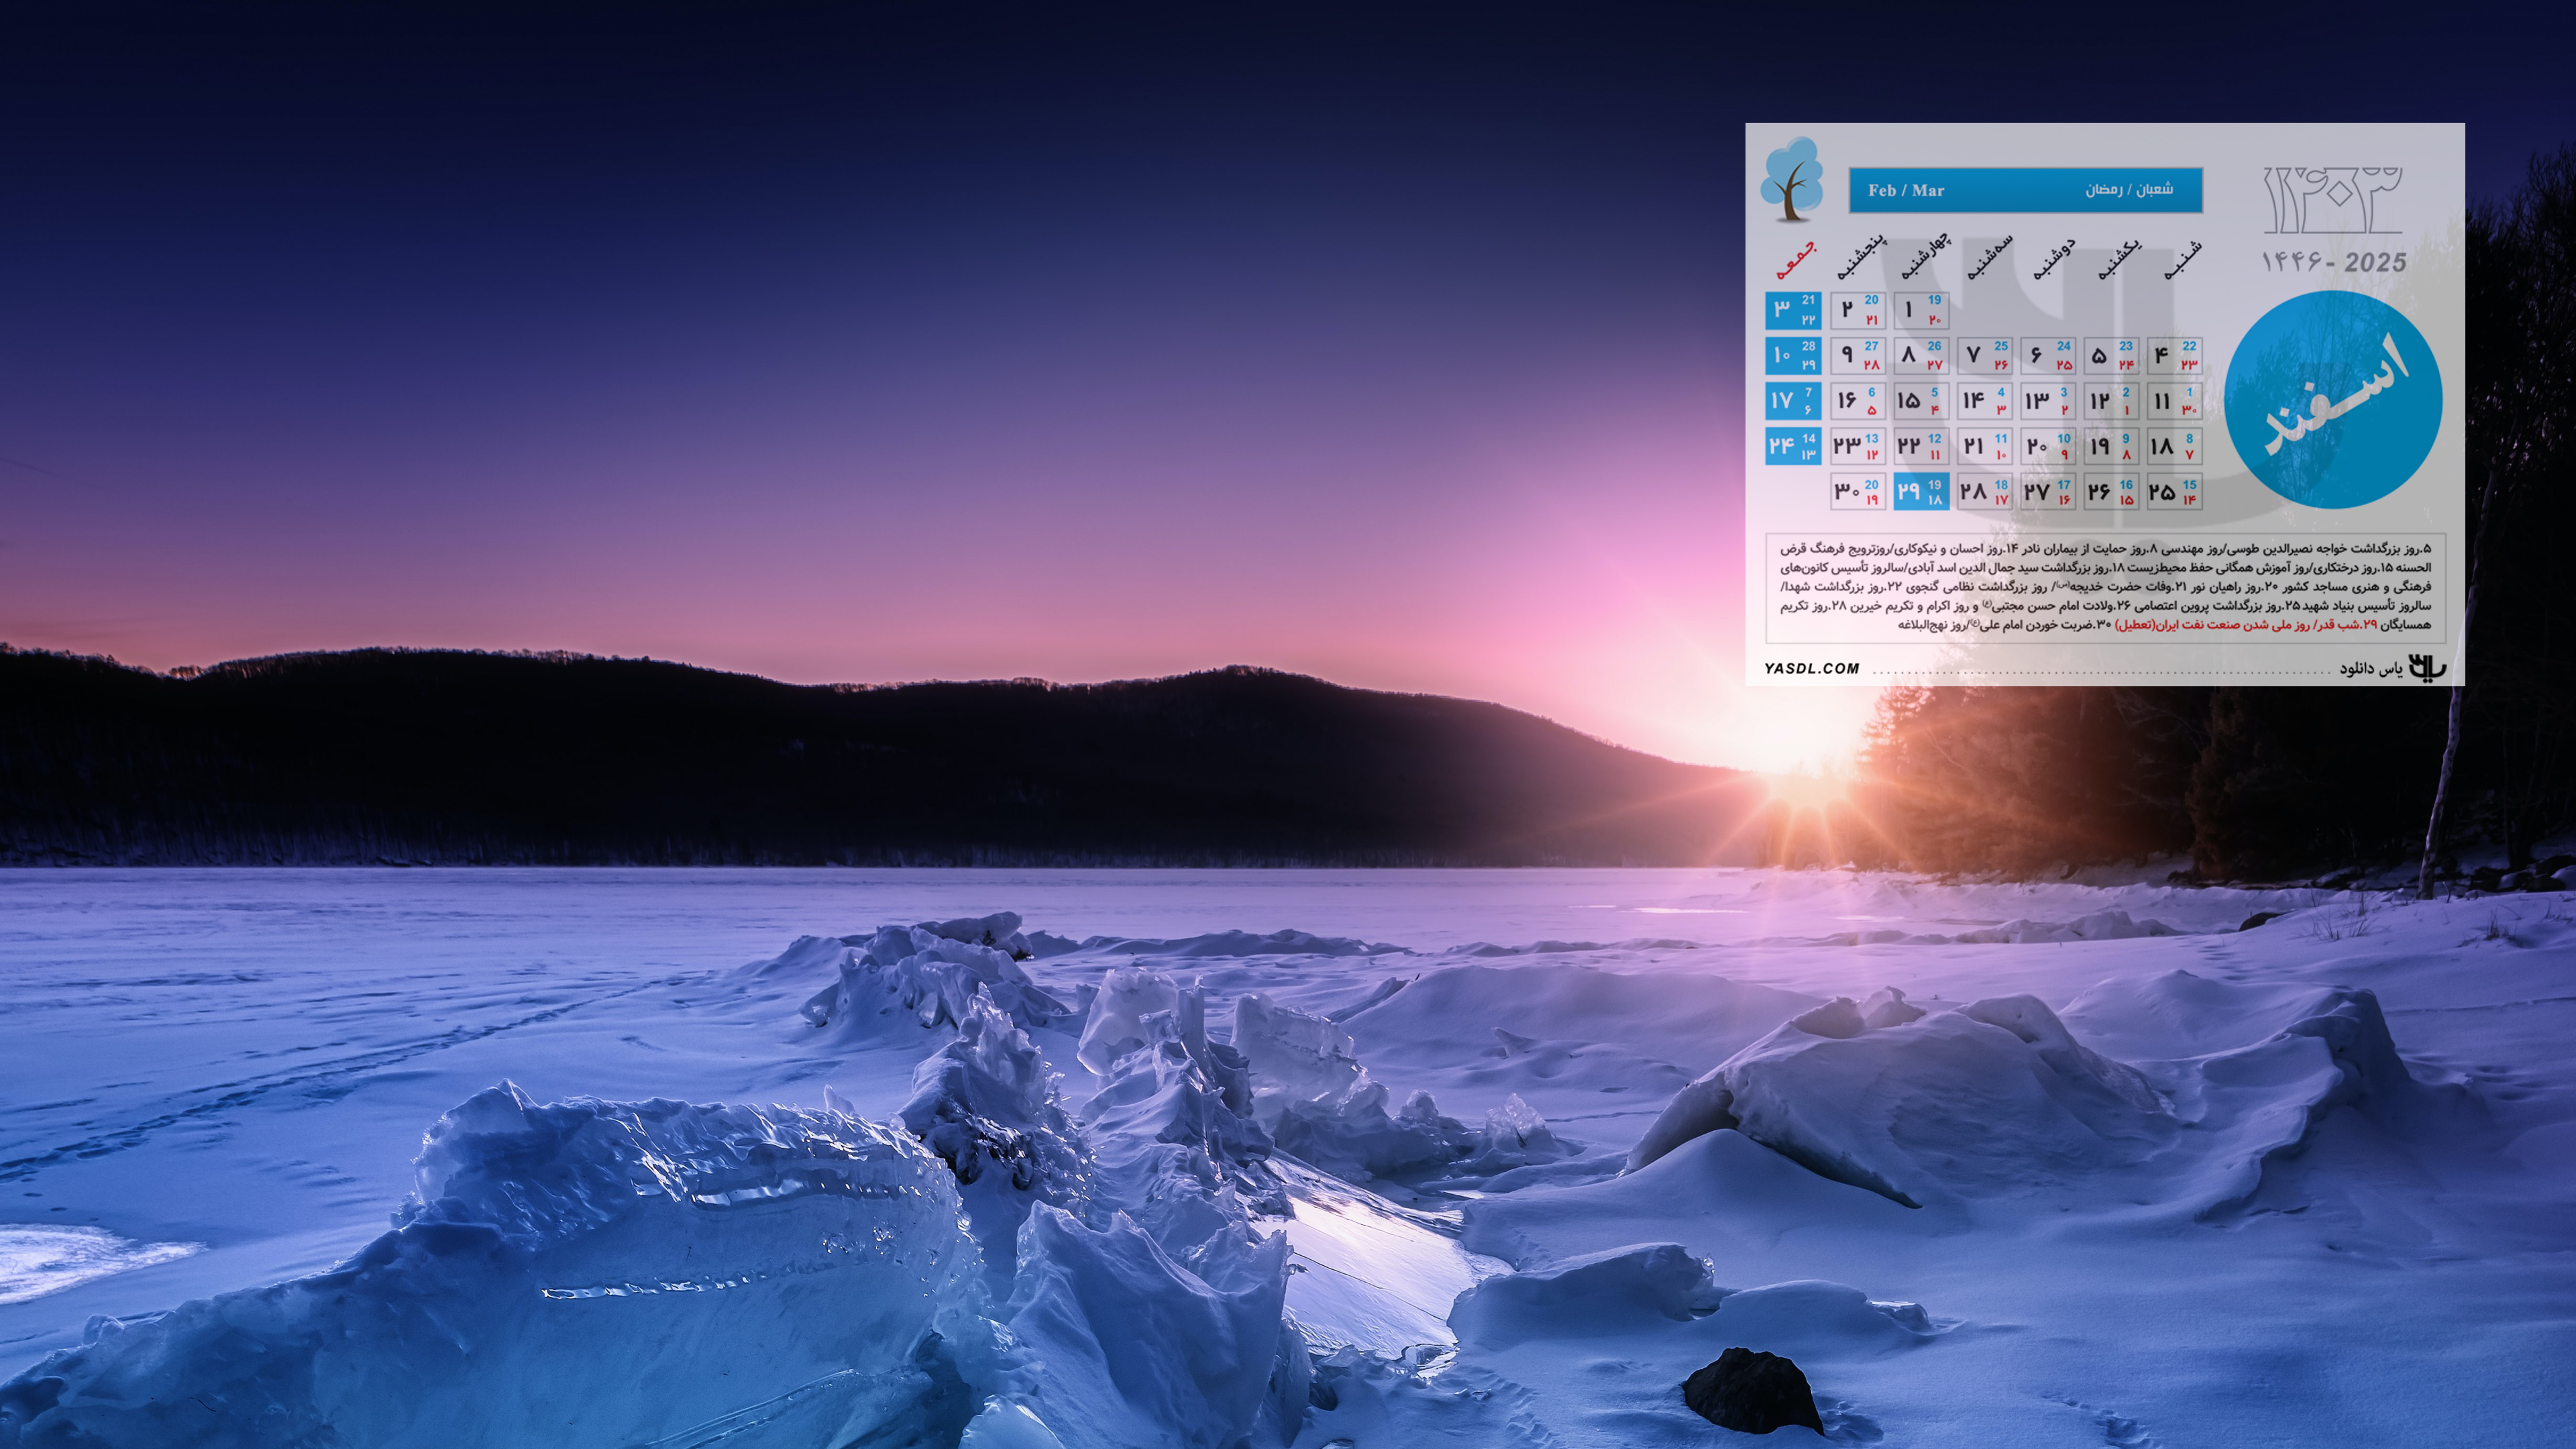 ۱۴۰۳
۱۴۴۶- 2025
اسفند
Feb / Mar شعبان / رمضان
شنبه یکشنبه دوشنبه سه‌شنبه چهارشنبه پنجشنبه جمعه
۱ 19 ۲۰ ۲ 20 ۲۱ ۳ 21 ۲۲
۴ 22 ۲۳ ۵ 23 ۲۴ ۶ 24 ۲۵ ۷ 25 ۲۶ ۸ 26 ۲۷ ۹ 27 ۲۸ ۱۰ 28 ۲۹
۱۱ 1 ۳۰ ۱۲ 2 ۱ ۱۳ 3 ۲ ۱۴ 4 ۳ ۱۵ 5 ۴ ۱۶ 6 ۵ ۱۷ 7 ۶
۱۸ 8 ۷ ۱۹ 9 ۸ ۲۰ 10 ۹ ۲۱ 11 ۱۰ ۲۲ 12 ۱۱ ۲۳ 13 ۱۲ ۲۴ 14 ۱۳
۲۵ 15 ۱۴ ۲۶ 16 ۱۵ ۲۷ 17 ۱۶ ۲۸ 18 ۱۷ ۲۹ 19 ۱۸ ۳۰ 20 ۱۹
۵.روز بزرگداشت خواجه نصیرالدین طوسی/روز مهندسی ۸.روز حمایت از بیماران نادر ۱۴.روز احسان و نیکوکاری/روزترویج فرهنگ قرض
الحسنه ۱۵.روز درختکاری/روز آموزش همگانی حفظ محیط‌زیست ۱۸.روز بزرگداشت سید جمال الدین اسد آبادی/سالروز تأسیس کانون‌های
فرهنگی و هنری مساجد کشور ۲۰.روز راهیان نور ۲۱.وفات حضرت خدیجه(س)/ روز بزرگداشت نظامی گنجوی ۲۲.روز بزرگداشت شهدا/
سالروز تأسیس بنیاد شهید ۲۵.روز بزرگداشت پروین اعتصامی ۲۶.ولادت امام حسن مجتبی(ع) و روز اکرام و تکریم خیرین ۲۸.روز تکریم
همسایگان ۲۹.شب قدر/ روز ملی شدن صنعت نفت ایران(تعطیل) ۳۰.ضربت خوردن امام علی(ع)/روز نهج‌البلاغه
یاس دانلود YASDL.COM